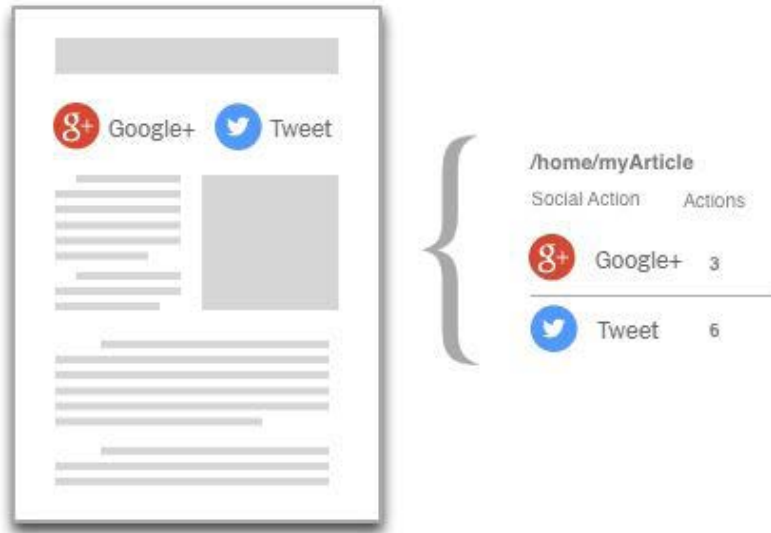 g+ Google+ Tweet
/home/myArticle
Social Action Actions
g+ Google+ 3
Tweet 6